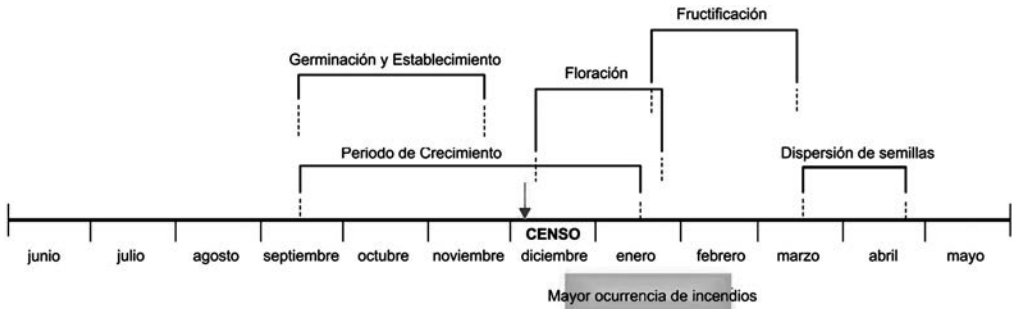 Fructificación
Germinación y Establecimiento
Floración
Periodo de Crecimiento
Dispersión de semillas
CENSO
junio julio agosto septiembre octubre noviembre diciembre enero febrero marzo abril mayo
Mayor ocurrencia de incendios